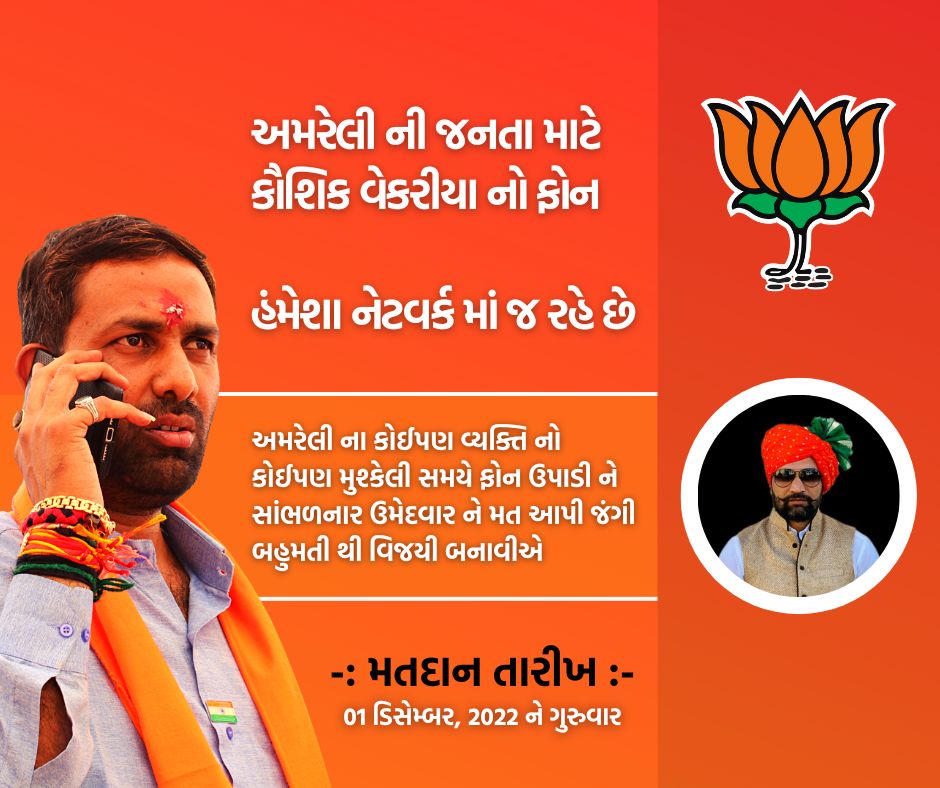 અમરેલી ની જનતા માટે
કૌશિક વેકરીયા નો ફોન
હંમેશા નેટવર્ક માં જ રહે છે
અમરેલી ના કોઈપણ વ્યક્તિ નો
કોઈપણ મુશ્કેલી સમયે ફોન ઉપાડી ને
સાંભળનાર ઉમેદવાર ને મત આપી જંગી
બહુમતી થી વિજયી બનાવીએ
-: મતદાન તારીખ :-
01 ડિસેમ્બર, 2022 ને ગુરુવાર